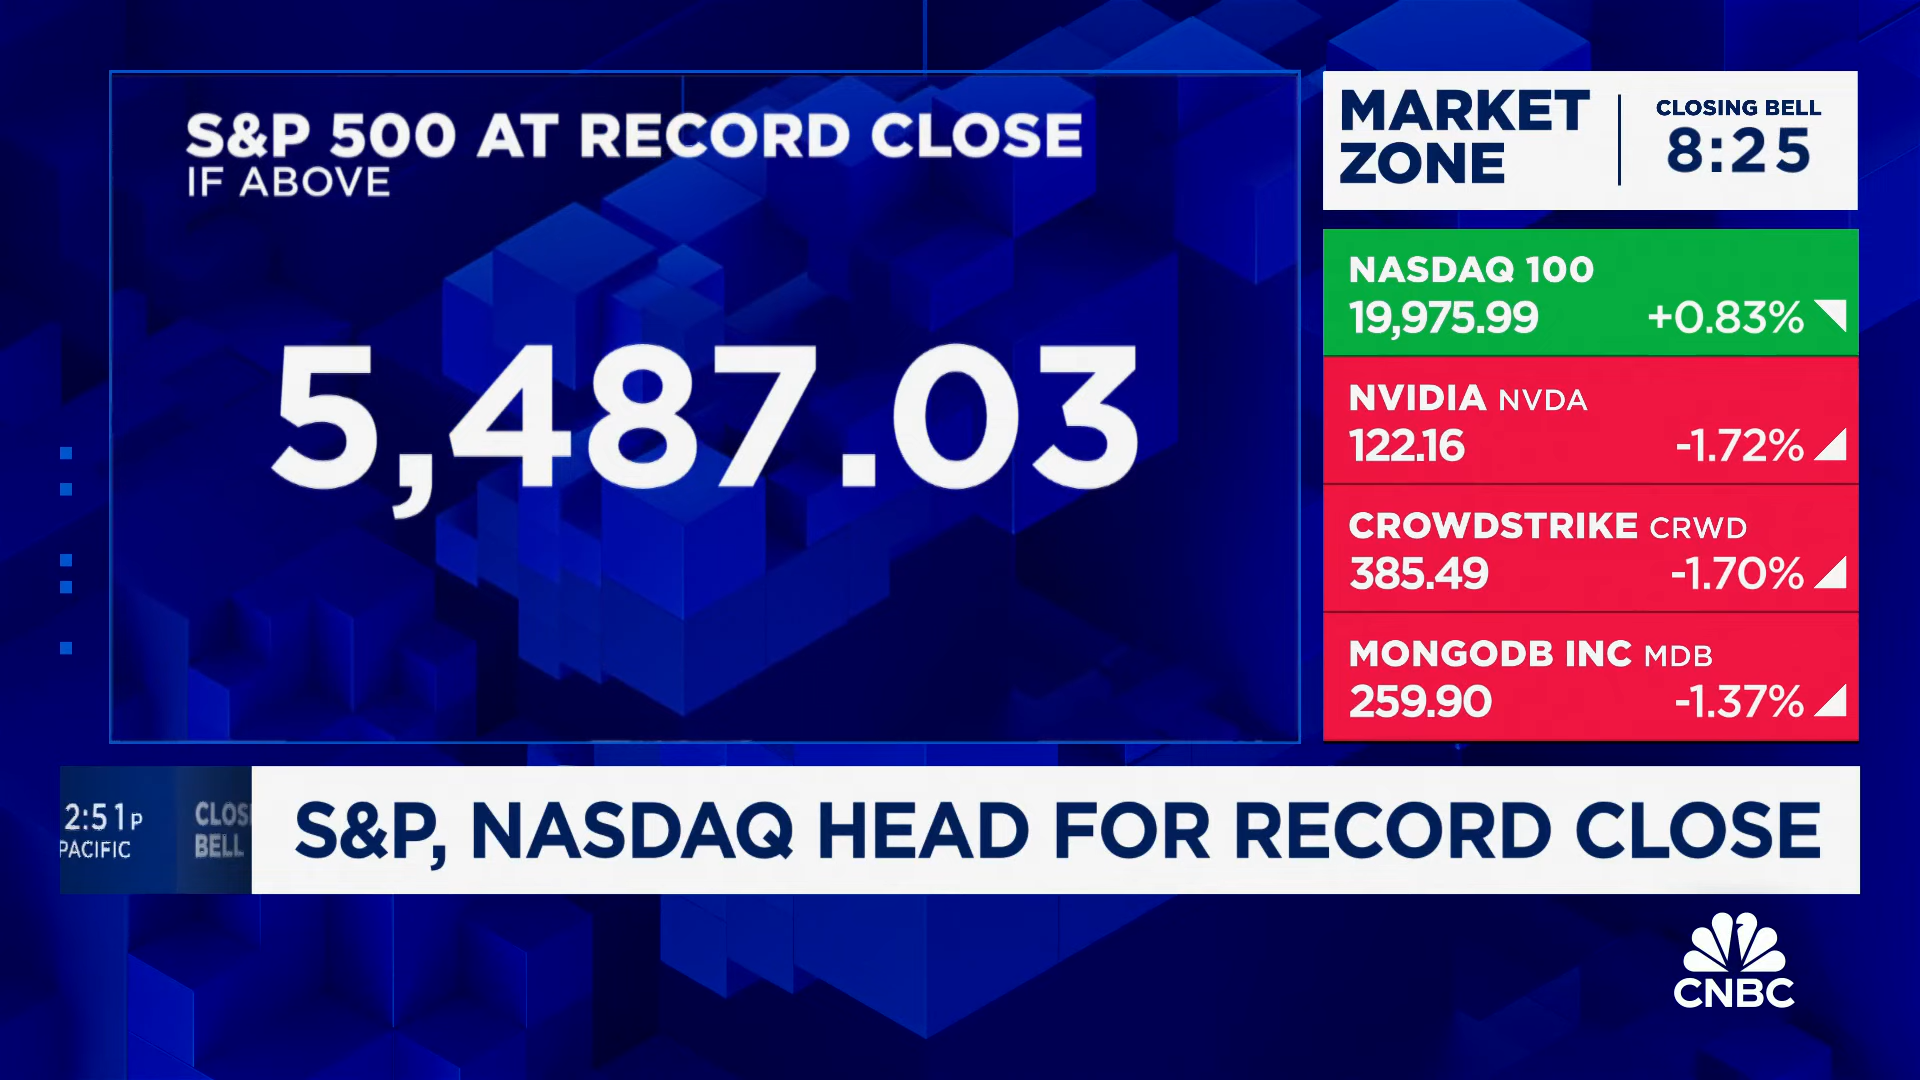 S&P 500 AT RECORD CLOSE
IF ABOVE
5,487.03
MARKET
ZONE
CLOSING BELL
8:25
NASDAQ 100
19,975.99 +0.83%
NVIDIA NVDA
122.16 -1.72%
CROWDSTRIKE CRWD
385.49 -1.70%
MONGODB INC MDB
259.90 -1.37%
2:51P
PACIFIC
CLOSI
BELL
S&P, NASDAQ HEAD FOR RECORD CLOSE
CNBC